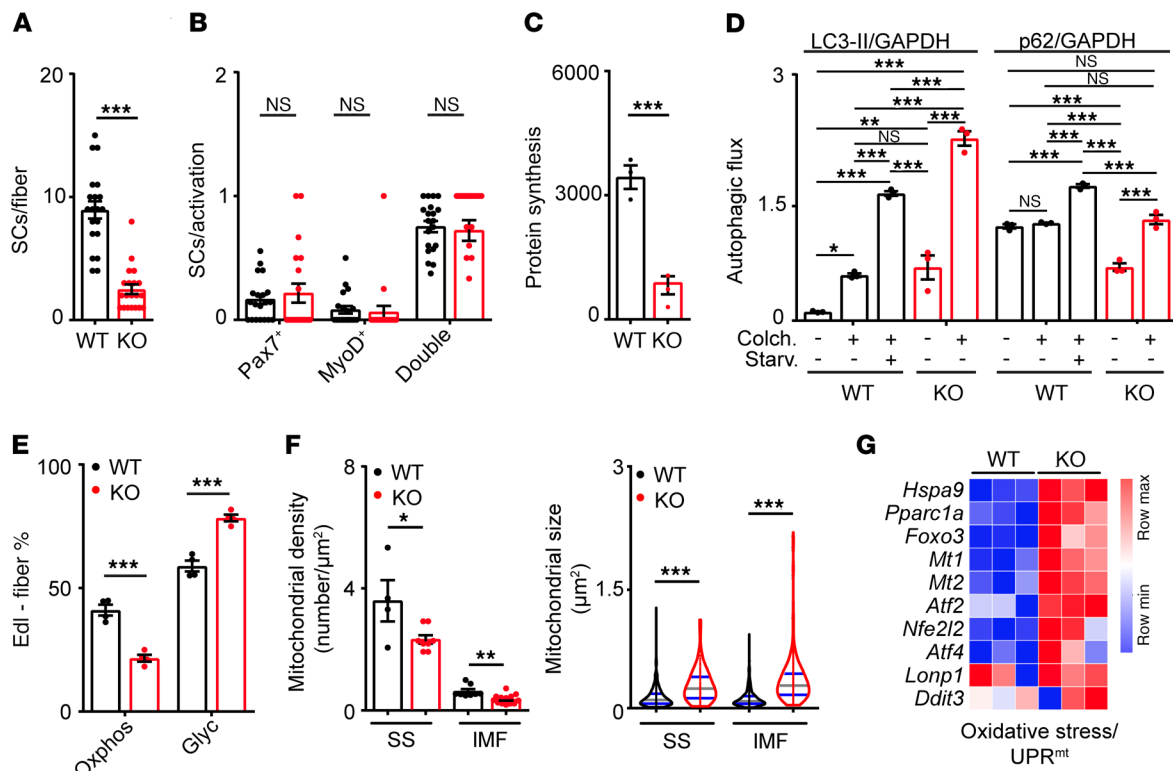 A
SCs/fiber
20
10
0
***
WT KO
B
SCs/activation
2
1
0
NS NS NS
Pax7+
MyoD+
Double
C
Protein synthesis
6000
3000
0
***
WT KO
D
LC3-II/GAPDH p62/GAPDH
Autophagic flux
3
1.5
0
*** NS
*** NS
*** ***
*** ***
** *** ***
NS ***
*** *** ***
*** *** ***
NS ***
*
Colch. - + + - + - + + - +
Starv. + +
WT KO WT KO
E
Edl - fiber %
100
50
0
WT
KO
***
***
Oxphos
Glyc
F
Mitochondrial density
(number/µm²)
8
4
0
WT
KO
*
**
SS IMF
Mitochondrial size
(µm²)
3
1.5
0
WT
KO
***
***
SS IMF
G
WT KO
Hspa9
Pparc1a
Foxo3
Mt1
Mt2
Atf2
Nfe2l2
Atf4
Lonp1
Ddit3
Row max
Row min
Oxidative stress/
UPRmt